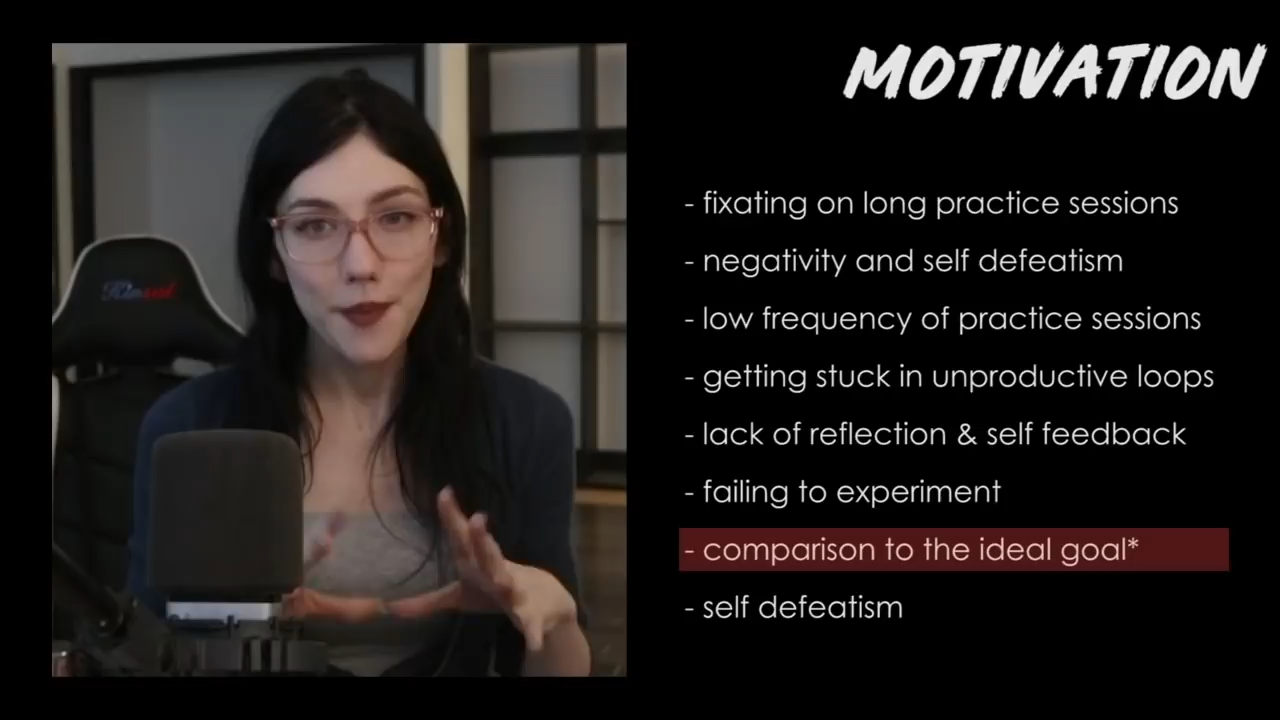 MOTIVATION
- fixating on long practice sessions
- negativity and self defeatism
- low frequency of practice sessions
- getting stuck in unproductive loops
- lack of reflection & self feedback
- failing to experiment
- comparison to the ideal goal*
- self defeatism